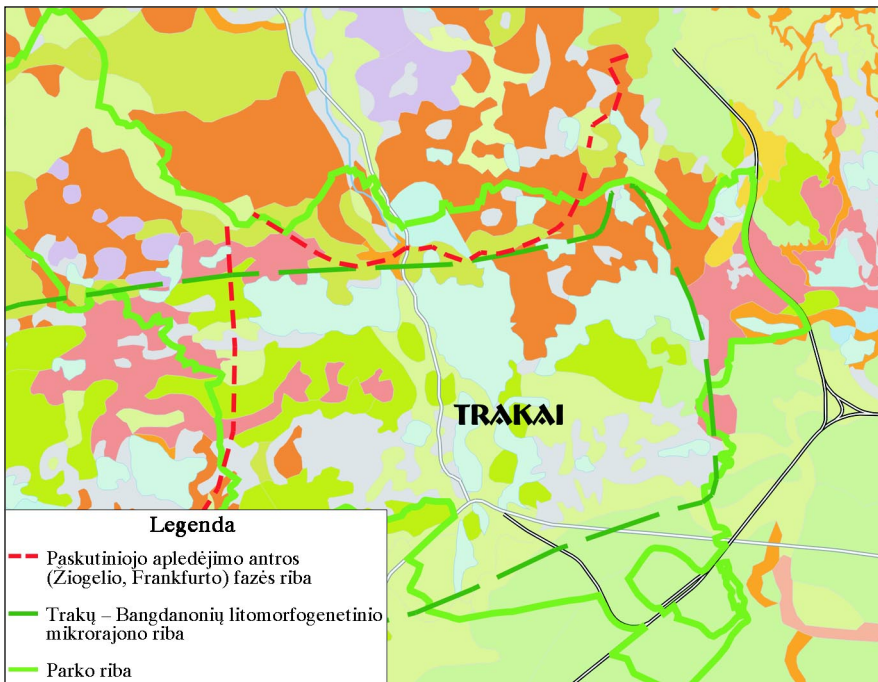 TRAKAI
Legenda
Paskutiniojo apledėjimo antros
(Žiogelio, Frankfurto) fazės riba
Trakų – Bangdanonių litomorfogenetinio
mikrorajono riba
Parko riba